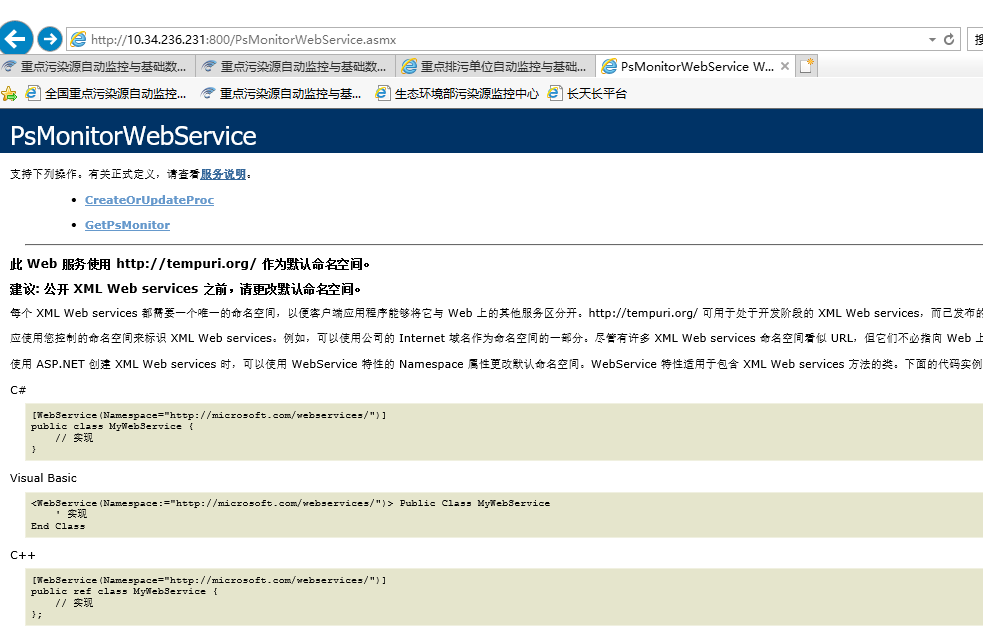 http://10.34.236.231:800/PsMonitorWebService.asmx
重点污染源自动监控与基础数...
重点污染源自动监控与基础数...
重点排污单位自动监控与基础...
PsMonitorWebService W...
全国重点污染源自动监控...
重点污染源自动监控与基...
生态环境部污染源监控中心
长天长平台
PsMonitorWebService
支持下列操作。有关正式定义，请查看服务说明。
• CreateOrUpdateProc
• GetPsMonitor
此 Web 服务使用 http://tempuri.org/ 作为默认命名空间。
建议: 公开 XML Web services 之前，请更改默认命名空间。
每个 XML Web services 都需要一个唯一的命名空间，以便客户端应用程序能够将它与 Web 上的其他服务区分开。http://tempuri.org/ 可用于处于开发阶段的 XML Web services，而已发布的
应使用您控制的命名空间来标识 XML Web services。例如，可以使用公司的 Internet 域名作为命名空间的一部分。尽管有许多 XML Web services 命名空间看似 URL，但它们不必指向 Web 上
使用 ASP.NET 创建 XML Web services 时，可以使用 WebService 特性的 Namespace 属性更改默认命名空间。WebService 特性适用于包含 XML Web services 方法的类。下面的代码实例
C#
[WebService(Namespace="http://microsoft.com/webservices/")]
public class MyWebService {
    // 实现
}
Visual Basic
<WebService(Namespace:="http://microsoft.com/webservices/")> Public Class MyWebService
    ' 实现
End Class
C++
[WebService(Namespace="http://microsoft.com/webservices/")]
public ref class MyWebService {
    // 实现
};